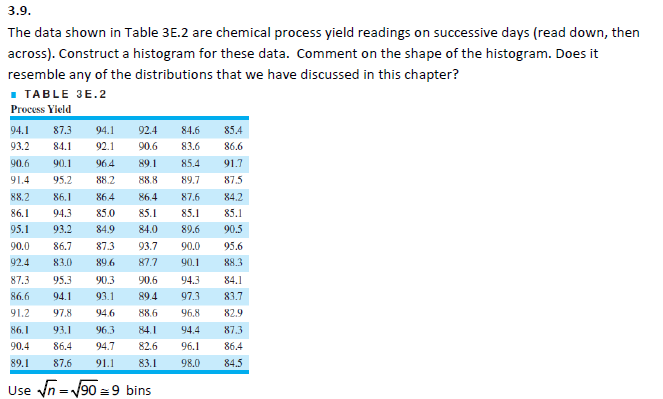 3.9.
The data shown in Table 3E.2 are chemical process yield readings on successive days (read down, then
across). Construct a histogram for these data. Comment on the shape of the histogram. Does it
resemble any of the distributions that we have discussed in this chapter?
TABLE 3E.2
Process Yield
94.1 87.3 94.1 92.4 84.6 85.4
93.2 84.1 92.1 90.6 83.6 86.6
90.6 90.1 96.4 89.1 85.4 91.7
91.4 95.2 88.2 88.8 89.7 87.5
88.2 86.1 86.4 86.4 87.6 84.2
86.1 94.3 85.0 85.1 85.1 85.1
95.1 93.2 84.9 84.0 89.6 90.5
90.0 86.7 87.3 93.7 90.0 95.6
92.4 83.0 89.6 87.7 90.1 88.3
87.3 95.3 90.3 90.6 94.3 84.1
86.6 94.1 93.1 89.4 97.3 83.7
91.2 97.8 94.6 88.6 96.8 82.9
86.1 93.1 96.3 84.1 94.4 87.3
90.4 86.4 94.7 82.6 96.1 86.4
89.1 87.6 91.1 83.1 98.0 84.5
Use √n = √90 ≅ 9 bins